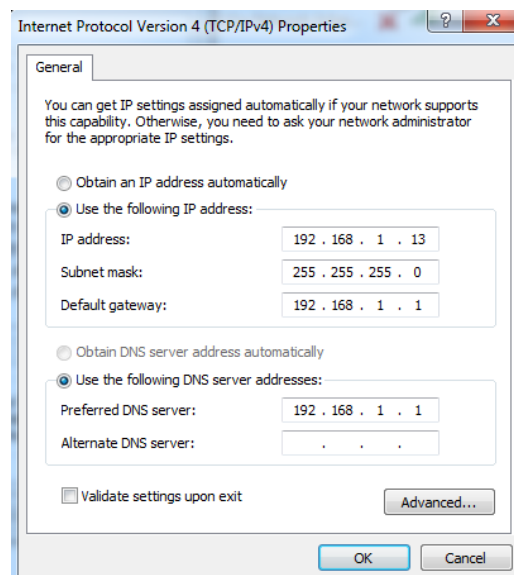 Internet Protocol Version 4 (TCP/IPv4) Properties
General
You can get IP settings assigned automatically if your network supports
this capability. Otherwise, you need to ask your network administrator
for the appropriate IP settings.
Obtain an IP address automatically
Use the following IP address:
IP address: 192 . 168 . 1 . 13
Subnet mask: 255 . 255 . 255 . 0
Default gateway: 192 . 168 . 1 . 1
Obtain DNS server address automatically
Use the following DNS server addresses:
Preferred DNS server: 192 . 168 . 1 . 1
Alternate DNS server: . . .
Validate settings upon exit
Advanced...
OK Cancel